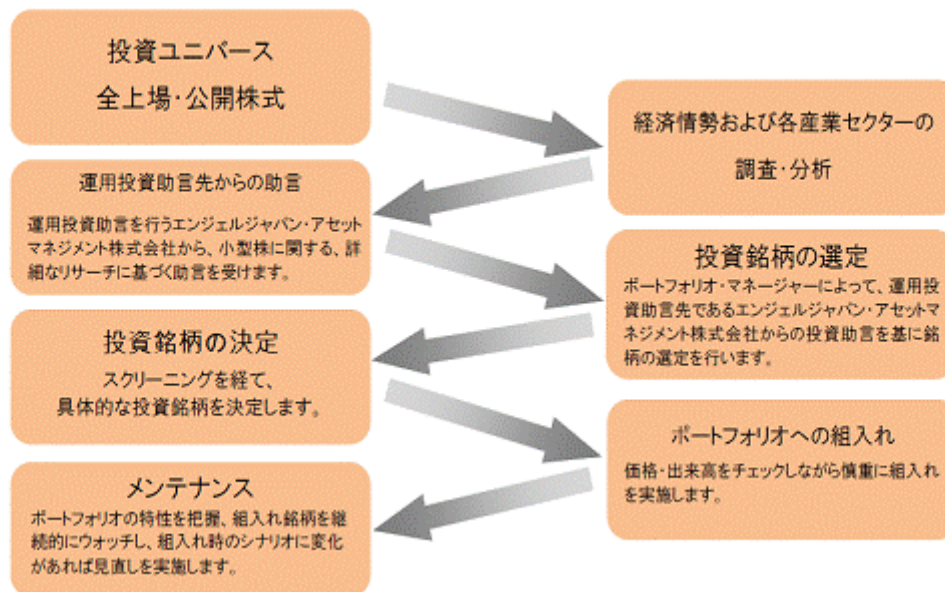 投資ユニバース
全上場・公開株式
経済情勢および各産業セクターの
調査・分析
運用投資助言先からの助言
運用投資助言を行うエンジェルジャパン・アセット
マネジメント株式会社から、小型株に関する、詳
細なリサーチに基づく助言を受けます。
投資銘柄の選定
ポートフォリオ・マネージャーによって、運用投
資助言先であるエンジェルジャパン・アセットマ
ネジメント株式会社からの投資助言を基に銘
柄の選定を行います。
投資銘柄の決定
スクリーニングを経て、
具体的な投資銘柄を決定します。
ポートフォリオへの組入れ
価格・出来高をチェックしながら慎重に組入れ
を実施します。
メンテナンス
ポートフォリオの特性を把握、組入れ銘柄を継
続的にウォッチし、組入れ時のシナリオに変化
があれば見直しを実施します。